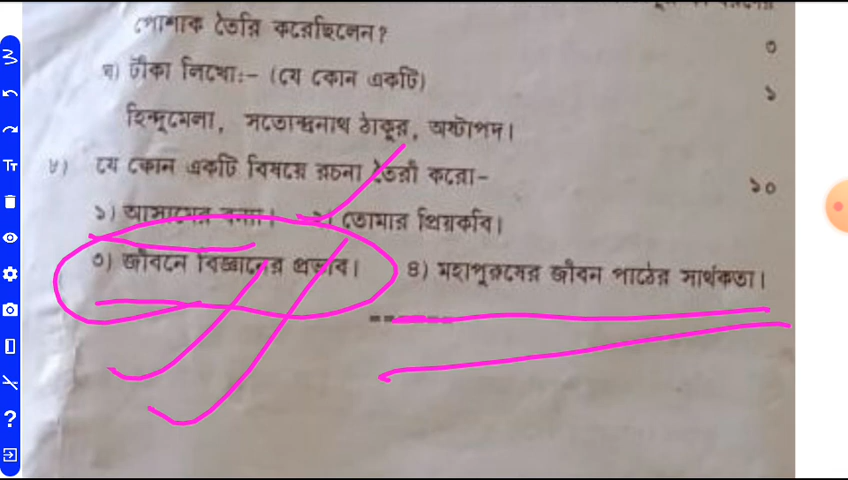 পোশাক তৈরি করেছিলেন?
৩
ঘ) টীকা লিখো:- (যে কোন একটি)
১
হিন্দুমেলা, সত্যেন্দ্রনাথ ঠাকুর, অষ্টাপদ।
৮) যে কোন একটি বিষয়ে রচনা তৈরী করো-
১০
১) আসামের বন্যা। ২) তোমার প্রিয়কবি।
৩) জীবনে বিজ্ঞানের প্রভাব। ৪) মহাপুরুষের জীবন পাঠের সার্থকতা।